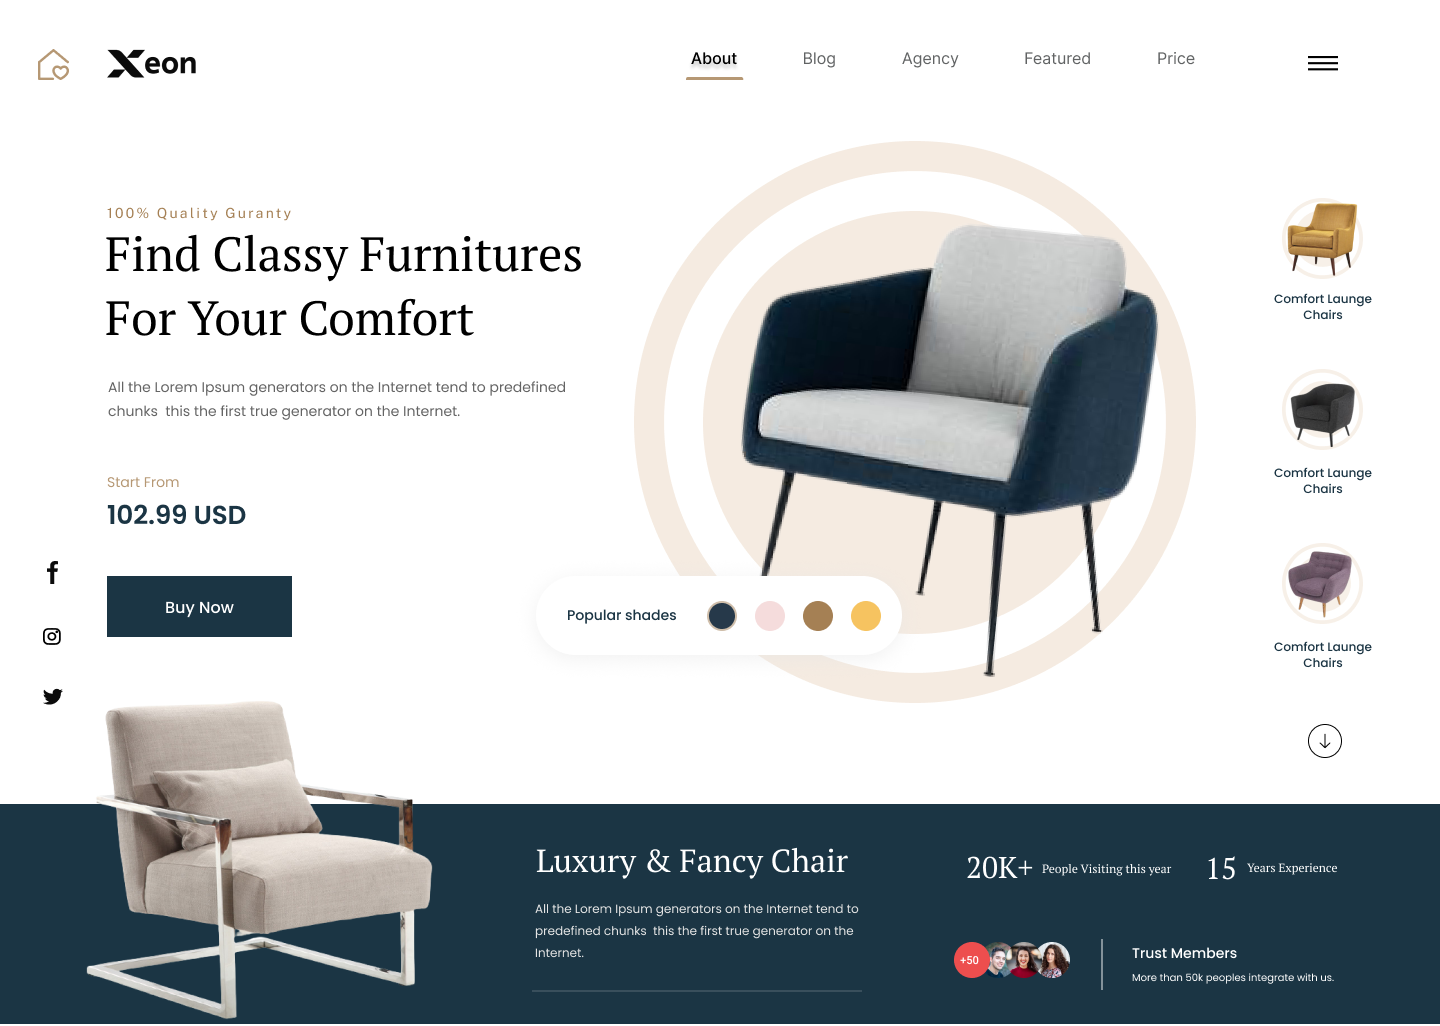 Xeon
About
Blog
Agency
Featured
Price
100% Quality Guranty
Find Classy Furnitures
For Your Comfort
All the Lorem Ipsum generators on the Internet tend to predefined
chunks this the first true generator on the Internet.
Start From
102.99 USD
Buy Now
Popular shades
Comfort Launge
Chairs
Comfort Launge
Chairs
Comfort Launge
Chairs
Luxury & Fancy Chair
All the Lorem Ipsum generators on the Internet tend to
predefined chunks this the first true generator on the
Internet.
20K+ People Visiting this year
15 Years Experience
+50
Trust Members
More than 50k peoples integrate with us.